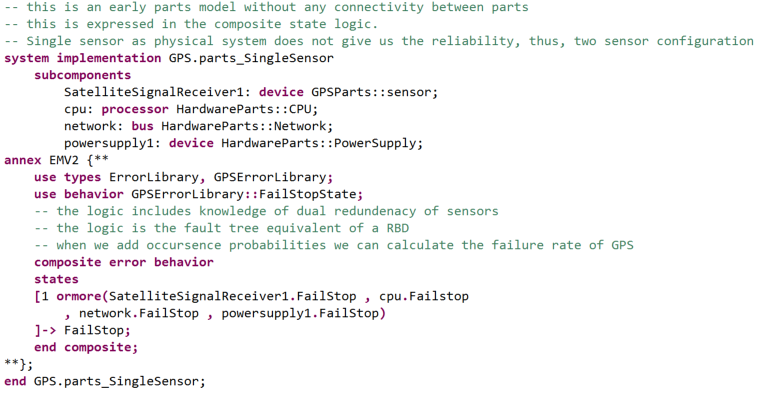 -- this is an early parts model without any connectivity between parts
-- this is expressed in the composite state logic.
-- Single sensor as physical system does not give us the reliability, thus, two sensor configuration
system implementation GPS.parts_SingleSensor
subcomponents
SatelliteSignalReceiver1: device GPSParts::sensor;
cpu: processor HardwareParts::CPU;
network: bus HardwareParts::Network;
powersupply1: device HardwareParts::PowerSupply;
annex EMV2 {**
use types ErrorLibrary, GPSErrorLibrary;
use behavior GPSErrorLibrary::FailStopState;
-- the logic includes knowledge of dual redundenacy of sensors
-- the logic is the fault tree equivalent of a RBD
-- when we add occursence probabilities we can calculate the failure rate of GPS
composite error behavior
states
[1 ormore(SatelliteSignalReceiver1.FailStop , cpu.Failstop
, network.FailStop , powersupply1.FailStop)
]-> FailStop;
end composite;
**};
end GPS.parts_SingleSensor;